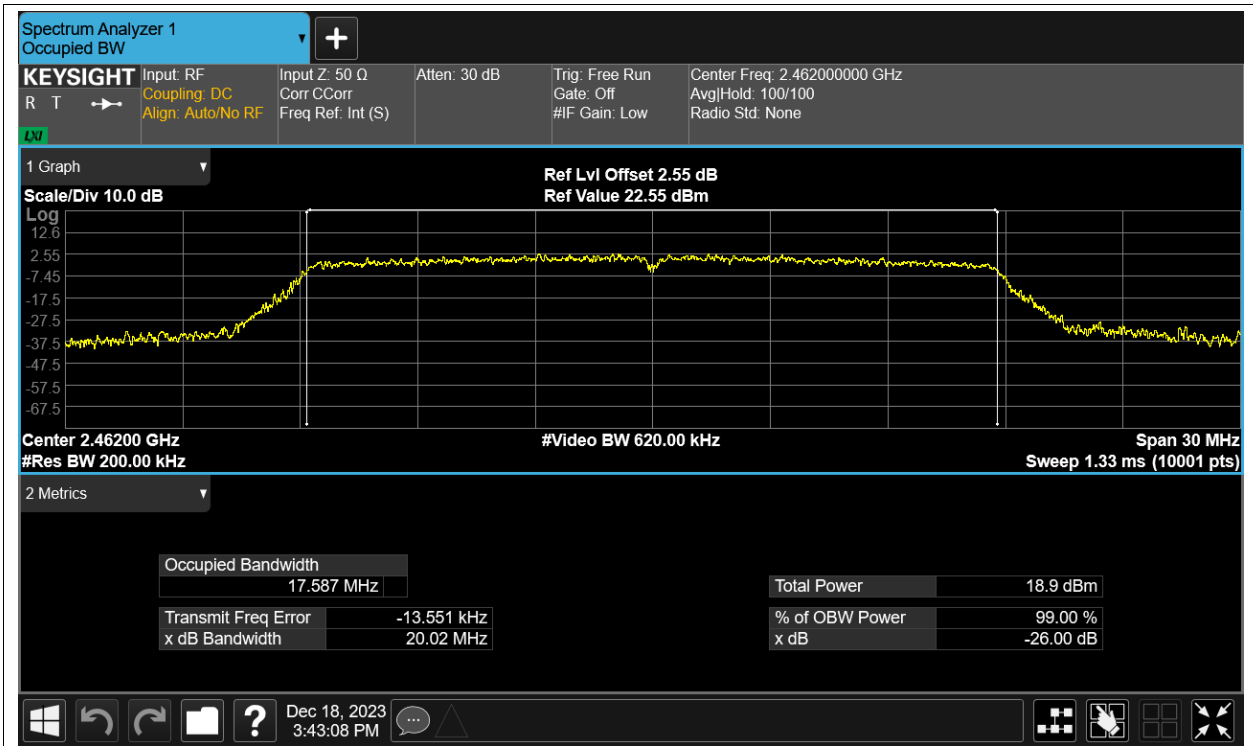 Spectrum Analyzer 1
Occupied BW
KEYSIGHT
R T
LXI
Input: RF
Coupling: DC
Align: Auto/No RF
Input Z: 50 Ω
Corr CCorr
Freq Ref: Int (S)
Atten: 30 dB
Trig: Free Run
Gate: Off
#IF Gain: Low
Center Freq: 2.462000000 GHz
Avg|Hold: 100/100
Radio Std: None
1 Graph
Scale/Div 10.0 dB
Ref Lvl Offset 2.55 dB
Ref Value 22.55 dBm
Log
12.6
2.55
-7.45
-17.5
-27.5
-37.5
-47.5
-57.5
-67.5
Center 2.46200 GHz
#Video BW 620.00 kHz
Span 30 MHz
#Res BW 200.00 kHz
Sweep 1.33 ms (10001 pts)
2 Metrics
Occupied Bandwidth
17.587 MHz
Total Power 18.9 dBm
Transmit Freq Error -13.551 kHz
% of OBW Power 99.00 %
x dB Bandwidth 20.02 MHz
x dB -26.00 dB
?
Dec 18, 2023
3:43:08 PM